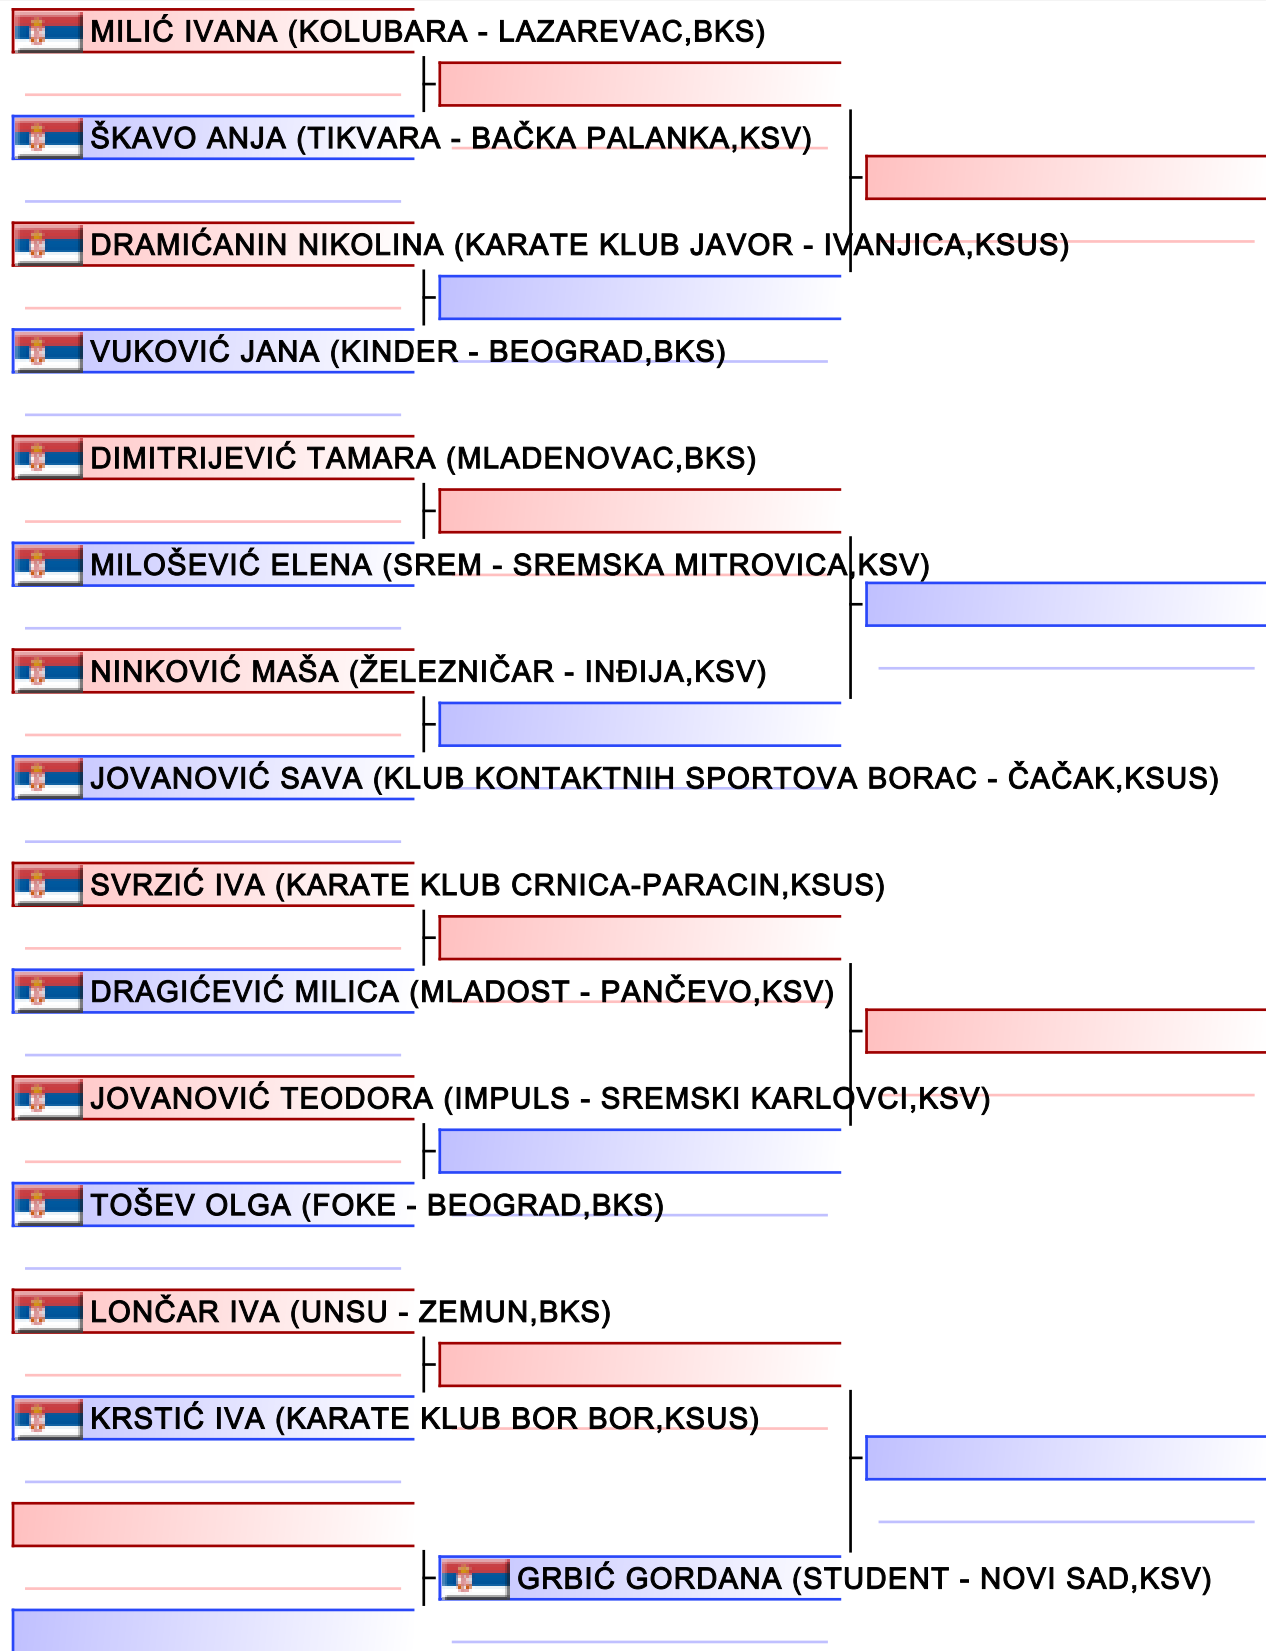 MILIĆ IVANA (KOLUBARA - LAZAREVAC,BKS)
ŠKAVO ANJA (TIKVARA - BAČKA PALANKA,KSV)
DRAMIĆANIN NIKOLINA (KARATE KLUB JAVOR - IVANJICA,KSUS)
VUKOVIĆ JANA (KINDER - BEOGRAD,BKS)
DIMITRIJEVIĆ TAMARA (MLADENOVAC,BKS)
MILOŠEVIĆ ELENA (SREM - SREMSKA MITROVICA,KSV)
NINKOVIĆ MAŠA (ŽELEZNIČAR - INĐIJA,KSV)
JOVANOVIĆ SAVA (KLUB KONTAKTNIH SPORTOVA BORAC - ČAČAK,KSUS)
SVRZIĆ IVA (KARATE KLUB CRNICA-PARACIN,KSUS)
DRAGIĆEVIĆ MILICA (MLADOST - PANČEVO,KSV)
JOVANOVIĆ TEODORA (IMPULS - SREMSKI KARLOVCI,KSV)
TOŠEV OLGA (FOKE - BEOGRAD,BKS)
LONČAR IVA (UNSU - ZEMUN,BKS)
KRSTIĆ IVA (KARATE KLUB BOR BOR,KSUS)
GRBIĆ GORDANA (STUDENT - NOVI SAD,KSV)